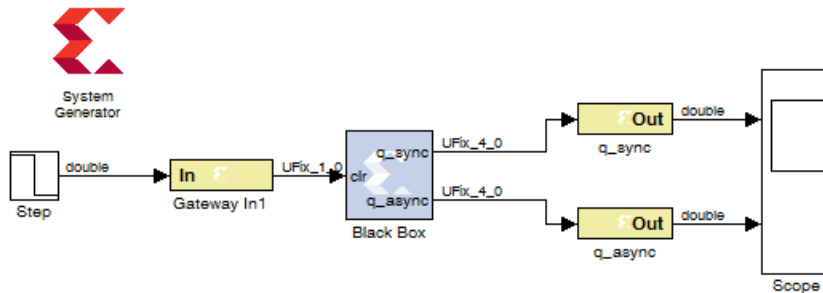 System
Generator
double
Step
In
Gateway In1
UFix_1_0
clr
q_sync
q_async
Black Box
UFix_4_0
UFix_4_0
Out
q_sync
double
Out
q_async
double
Scope